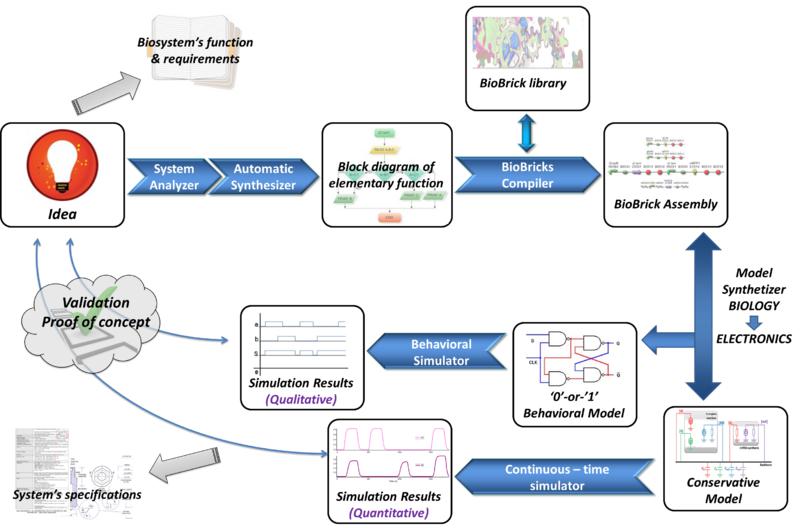 Biosystem's function
& requirements
BioBrick library
Idea
System
Analyzer
Automatic
Synthesizer
Block diagram of
elementary function
BioBricks
Compiler
BioBrick Assembly
Model
Synthetizer
BIOLOGY
ELECTRONICS
Validation
Proof of concept
a
b
S
e
Simulation Results
(Qualitative)
Behavioral
Simulator
D
CLK
Q
Q
'0'-or-'1'
Behavioral Model
System's specifications
Simulation Results
(Quantitative)
Continuous – time
simulator
Conservative
Model